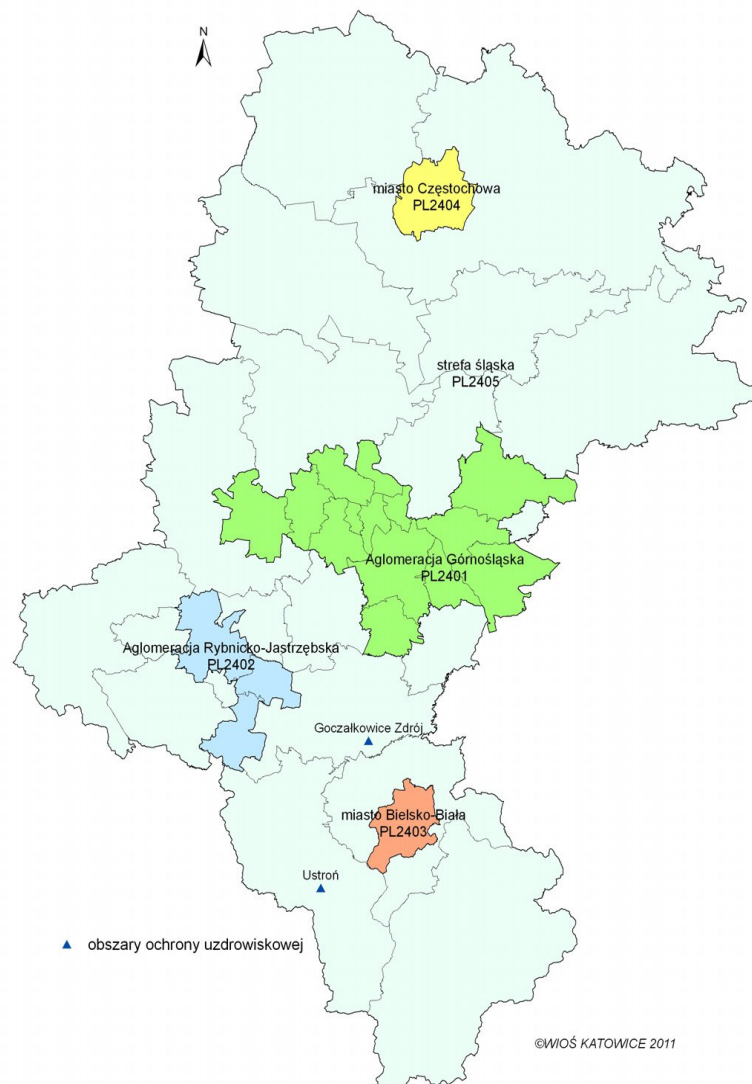 N
miasto Częstochowa
PL2404
strefa śląska
PL2405
Aglomeracja Górnośląska
PL2401
Aglomeracja Rybnicko-Jastrzębska
PL2402
Goczałkowice Zdrój
miasto Bielsko-Biała
PL2403
Ustroń
obszary ochrony uzdrowiskowej
©WIOŚ KATOWICE 2011